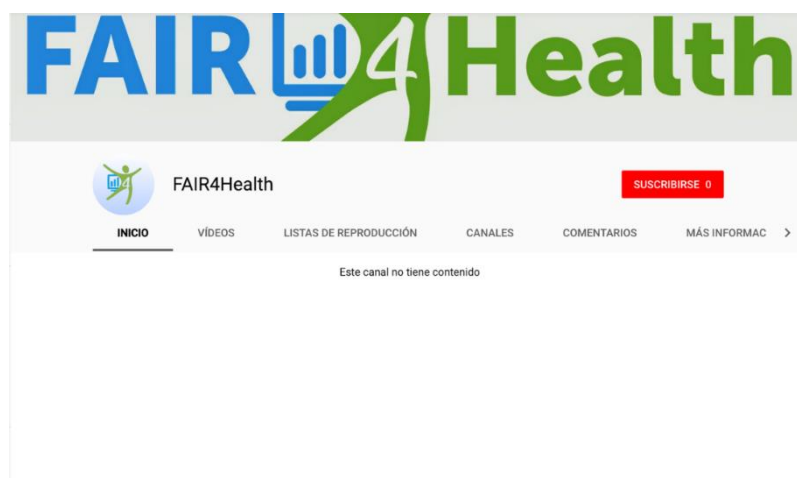 FAIR4Health
FAIR4Health
SUSCRIBIRSE 0
INICIO VÍDEOS LISTAS DE REPRODUCCIÓN CANALES COMENTARIOS MÁS INFORMAC
Este canal no tiene contenido